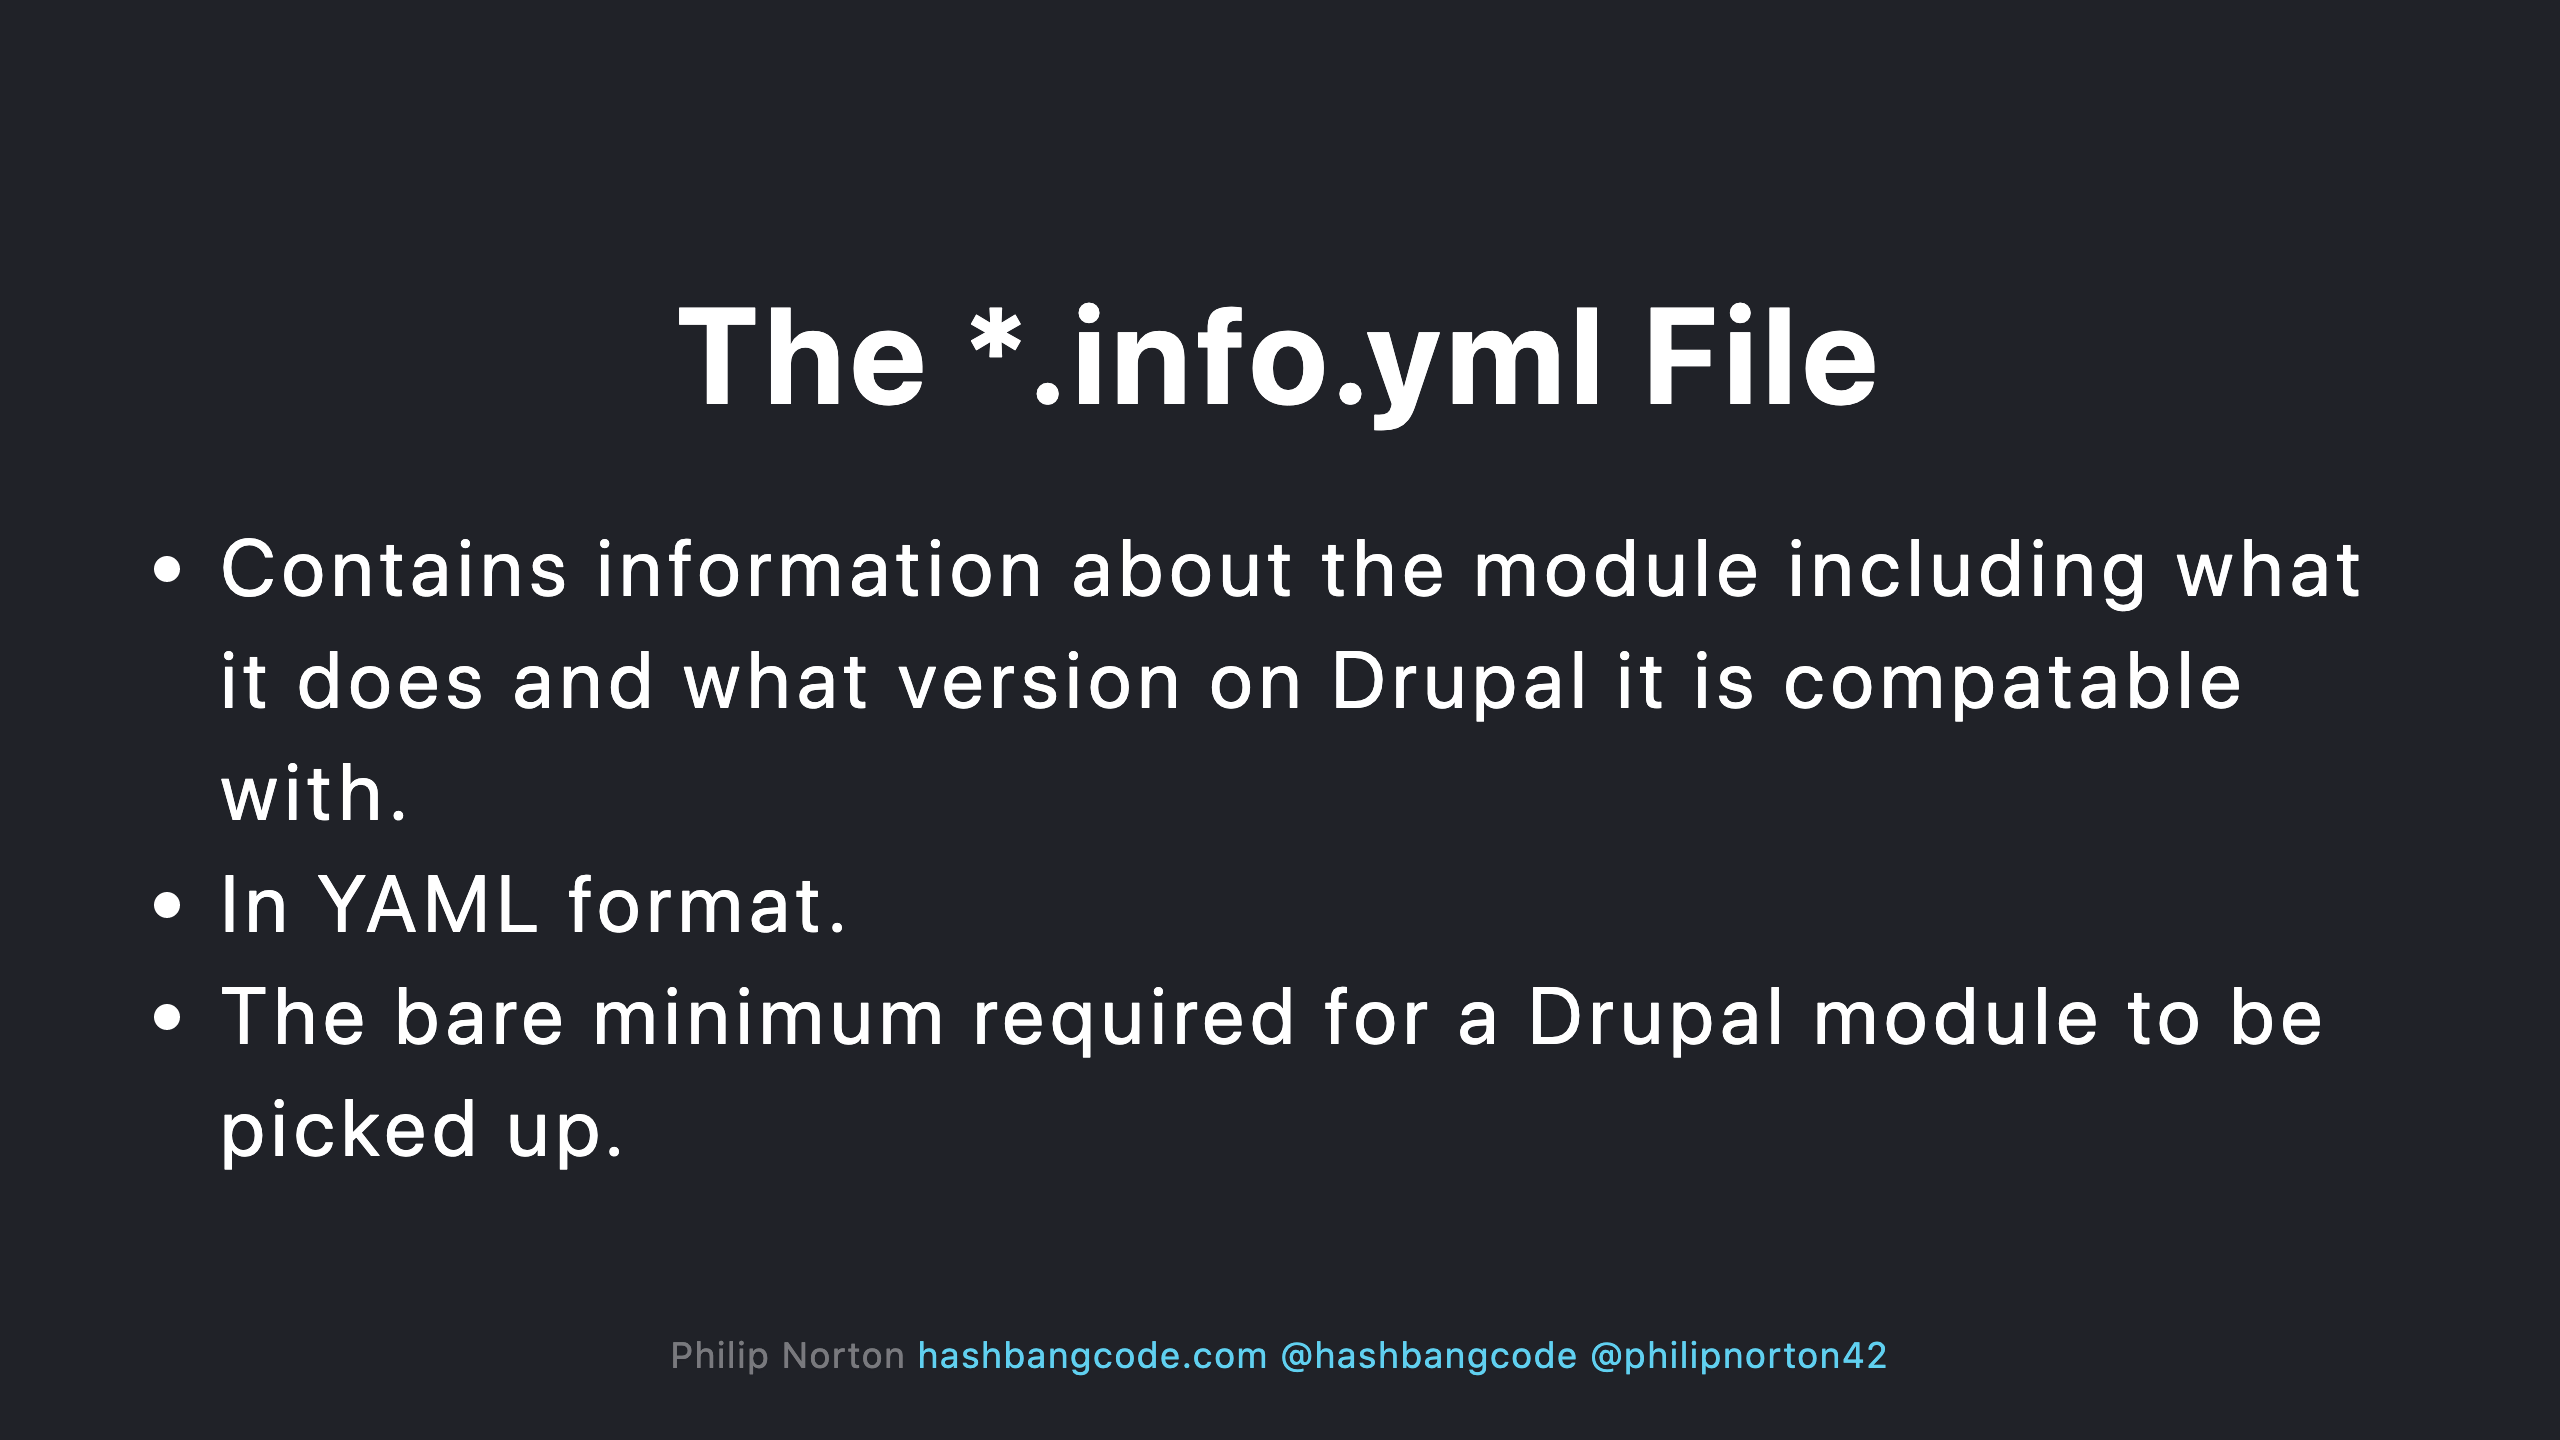 The *.info.yml File
• Contains information about the module including what
it does and what version on Drupal it is compatable
with.
• In YAML format.
• The bare minimum required for a Drupal module to be
picked up.
Philip Norton hashbangcode.com @hashbangcode @philipnorton42